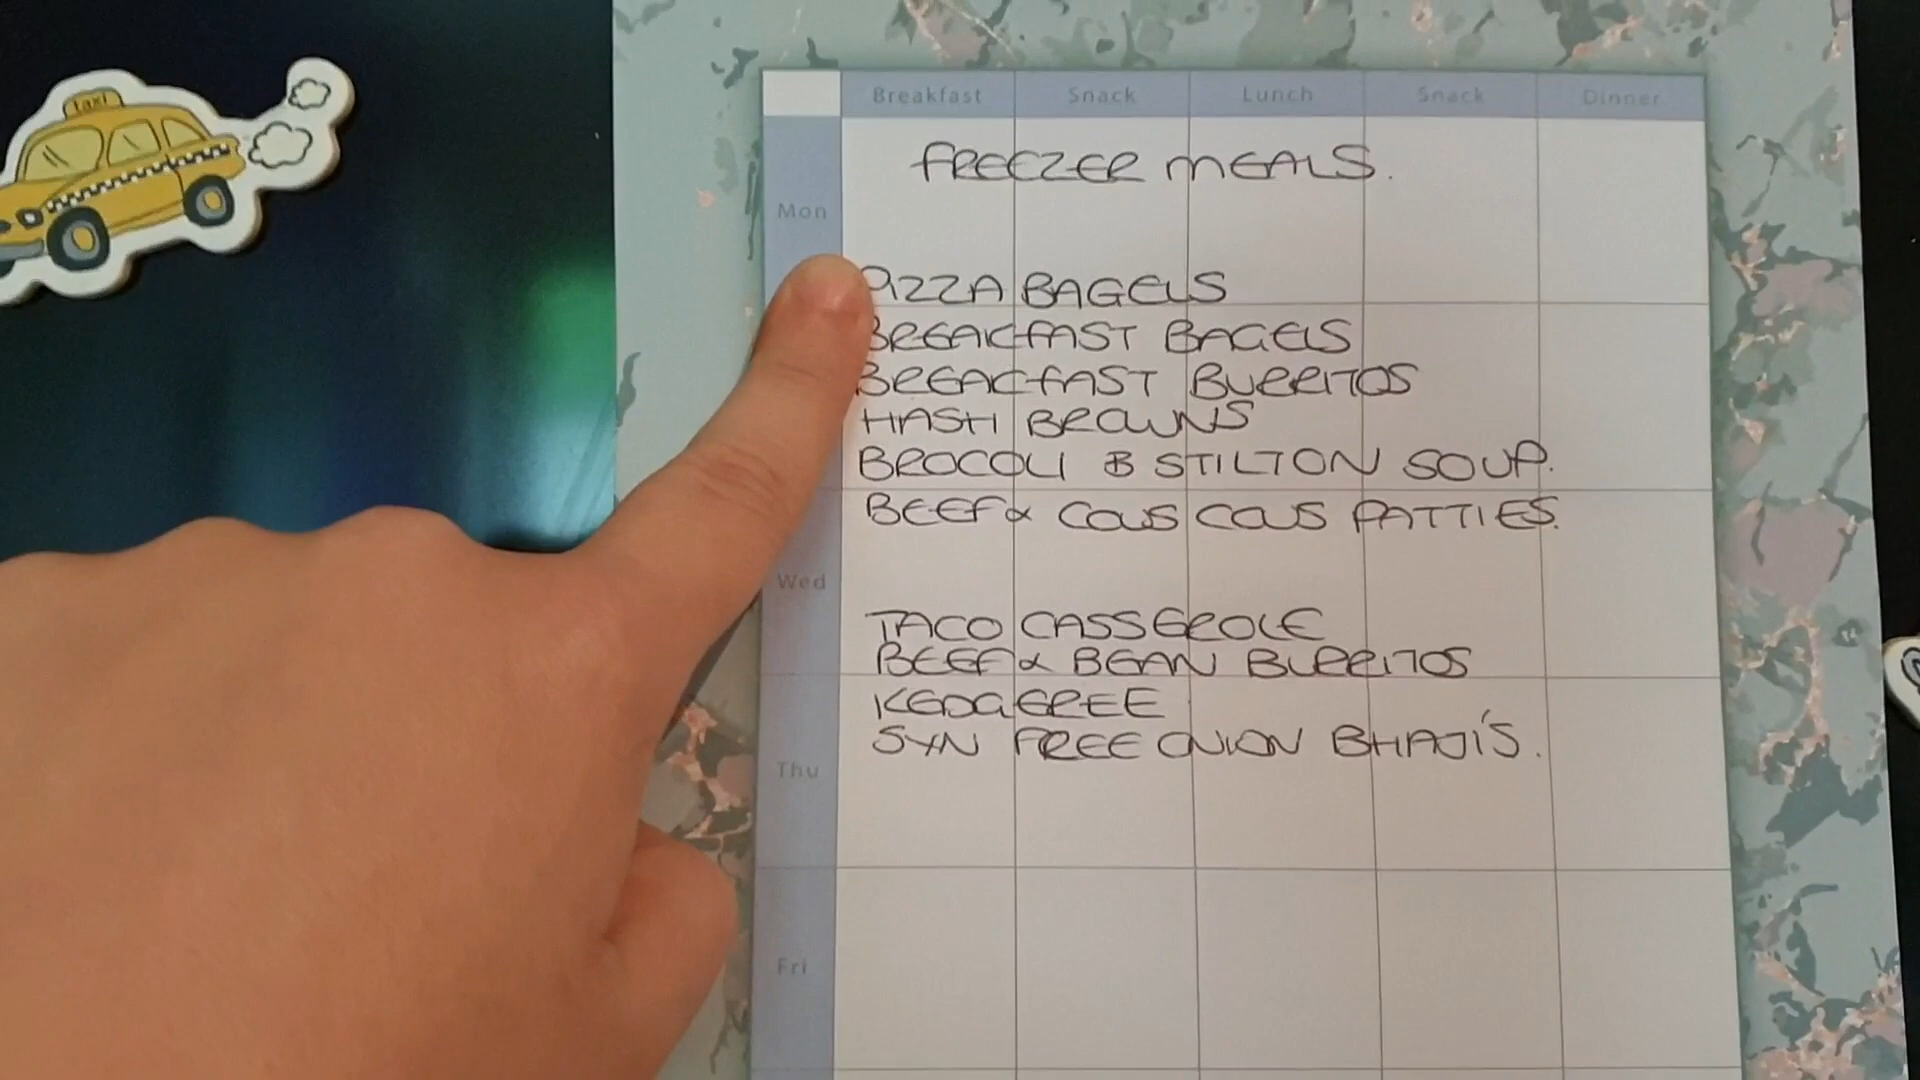 taxi
Breakfast Snack Lunch Snack Dinner
FREEZER MEALS.
Mon
PIZZA BAGELS
BREAKFAST BAGELS
BREAKFAST BURRITOS
HASH BROWNS
BROCOLI & STILTON SOUP.
BEEF & COUS COUS PATTIES.
Wed
TACO CASSEROLE
BEEF & BEAN BURRITOS
KEDGEREE
SYN FREE ONION BHAJI'S.
Thu
Fri